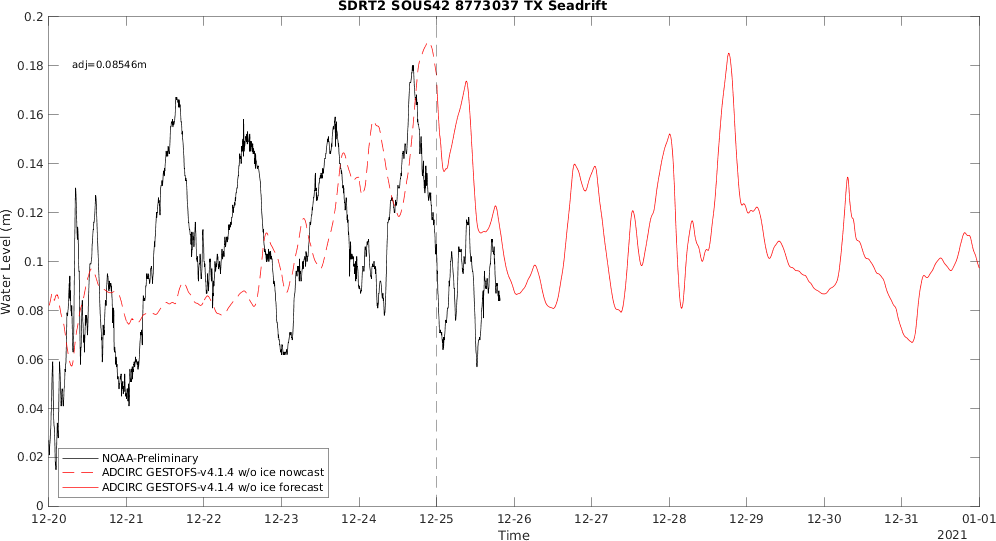 SDRT2 SOUS42 8773037 TX Seadrift
adj=0.08546m
Water Level (m)
0.2
0.18
0.16
0.14
0.12
0.1
0.08
0.06
0.04
0.02
0
NOAA-Preliminary
ADCIRC GESTOFS-v4.1.4 w/o ice nowcast
ADCIRC GESTOFS-v4.1.4 w/o ice forecast
12-20 12-21 12-22 12-23 12-24 12-25 12-26 12-27 12-28 12-29 12-30 12-31 01-01
Time
2021